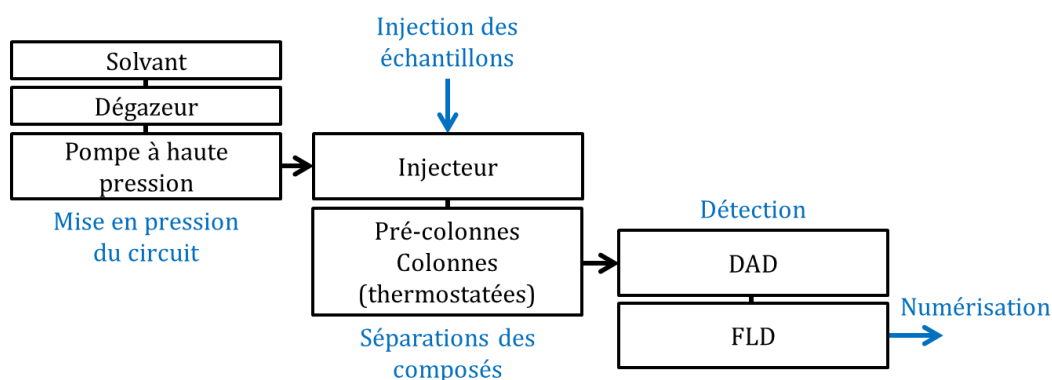 Solvant
Dégazeur
Pompe à haute
pression
Mise en pression
du circuit
Injection des
échantillons
Injecteur
Pré-colonnes
Colonnes
(thermostatées)
Séparations des
composés
Détection
DAD
FLD
Numérisation